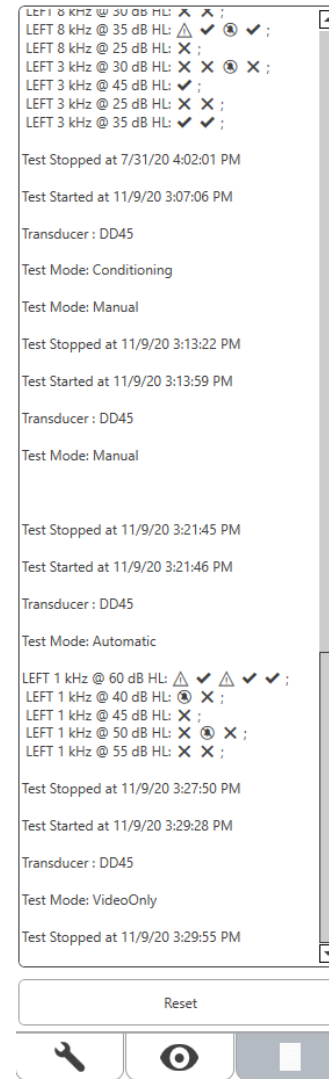 LEFT 8 kHz @ 30 dB HL: ✗ ✗ ;
LEFT 8 kHz @ 35 dB HL: ⚠ ✔ 🔕 ✔ ;
LEFT 8 kHz @ 25 dB HL: ✗ ;
LEFT 3 kHz @ 30 dB HL: ✗ ✗ 🔕 ✗ ;
LEFT 3 kHz @ 45 dB HL: ✔ ;
LEFT 3 kHz @ 25 dB HL: ✗ ✗ ;
LEFT 3 kHz @ 35 dB HL: ✔ ✔ ;
Test Stopped at 7/31/20 4:02:01 PM
Test Started at 11/9/20 3:07:06 PM
Transducer : DD45
Test Mode: Conditioning
Test Mode: Manual
Test Stopped at 11/9/20 3:13:22 PM
Test Started at 11/9/20 3:13:59 PM
Transducer : DD45
Test Mode: Manual
Test Stopped at 11/9/20 3:21:45 PM
Test Started at 11/9/20 3:21:46 PM
Transducer : DD45
Test Mode: Automatic
LEFT 1 kHz @ 60 dB HL: ⚠ ✔ ⚠ ✔ ✔ ;
LEFT 1 kHz @ 40 dB HL: 🔕 ✗ ;
LEFT 1 kHz @ 45 dB HL: ✗ ;
LEFT 1 kHz @ 50 dB HL: ✗ 🔕 ✗ ;
LEFT 1 kHz @ 55 dB HL: ✗ ✗ ;
Test Stopped at 11/9/20 3:27:50 PM
Test Started at 11/9/20 3:29:28 PM
Transducer : DD45
Test Mode: VideoOnly
Test Stopped at 11/9/20 3:29:55 PM
Reset